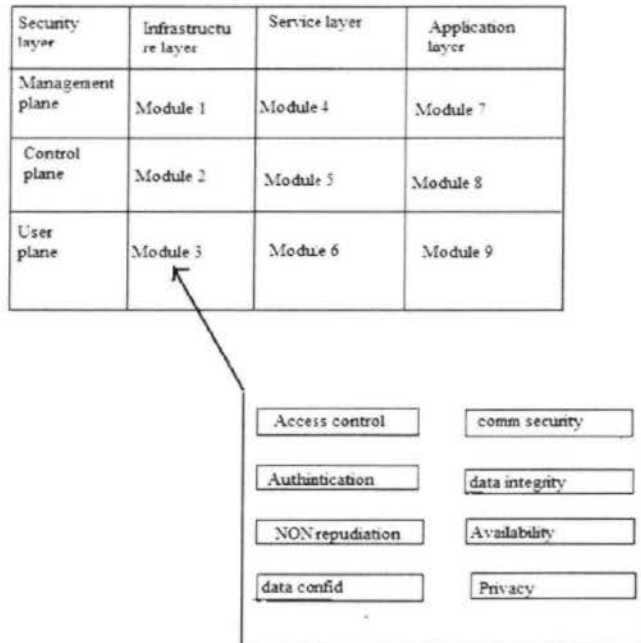 Security
layer
Infrastructu
re layer
Service layer
Application
layer
Management
plane
Module 1
Module 4
Module 7
Control
plane
Module 2
Module 5
Module 8
User
plane
Module 3
Module 6
Module 9
Access control
comm security
Authintication
data integrity
NON repudiation
Availability
data confid
Privacy